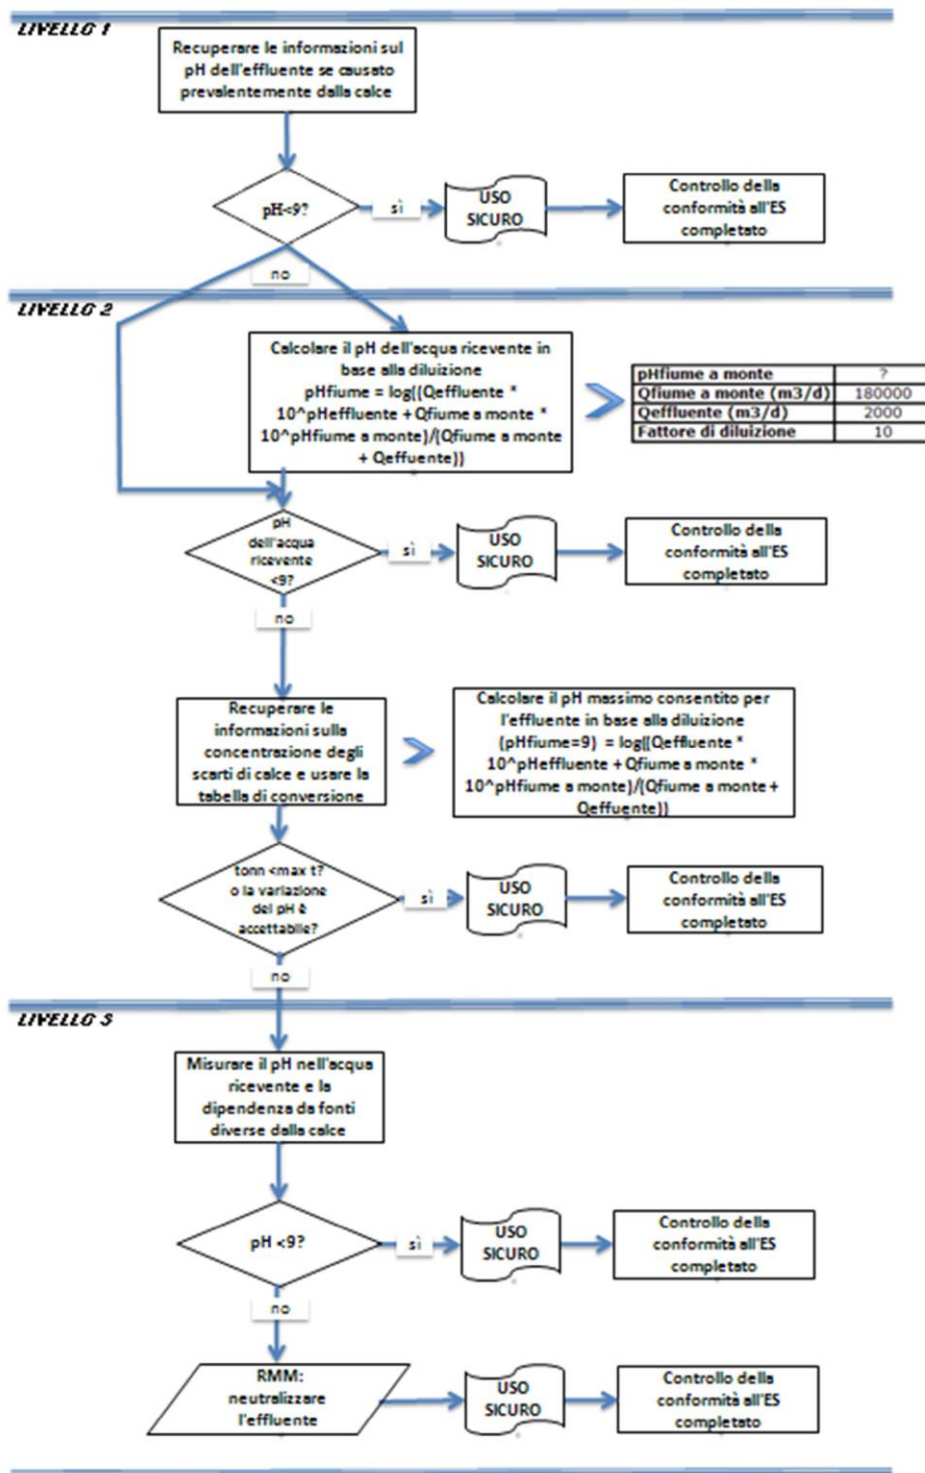 LIVELLO 1
Recuperare le informazioni sul
pH dell'effluente se causato
prevalentemente dalla calce
pH<9?
sì
USO
SICURO
Controllo della
conformità all'ES
completato
no
LIVELLO 2
Calcolare il pH dell'acqua ricevente in
base alla diluizione
pHfiume = log((Qeffluente *
10^pHeffluente + Qfiume a monte *
10^pHfiume a monte)/(Qfiume a monte
+ Qeffuente))
pHfiume a monte ?
Qfiume a monte (m3/d) 180000
Qeffluente (m3/d) 2000
Fattore di diluizione 10
pH
dell'acqua
ricevente
<9?
sì
USO
SICURO
Controllo della
conformità all'ES
completato
no
Recuperare le
informazioni sulla
concentrazione degli
scarti di calce e usare la
tabella di conversione
Calcolare il pH massimo consentito per
l'effluente in base alla diluizione
(pHfiume=9) = log((Qeffluente *
10^pHeffluente + Qfiume a monte *
10^pHfiume a monte)/(Qfiume a monte +
Qeffuente))
tonn <max t?
o la variazione
del pH è
accettabile?
sì
USO
SICURO
Controllo della
conformità all'ES
completato
no
LIVELLO 3
Misurare il pH nell'acqua
ricevente e la
dipendenza da fonti
diverse dalla calce
pH <9?
sì
USO
SICURO
Controllo della
conformità all'ES
completato
no
RMM:
neutralizzare
l'effluente
USO
SICURO
Controllo della
conformità all'ES
completato